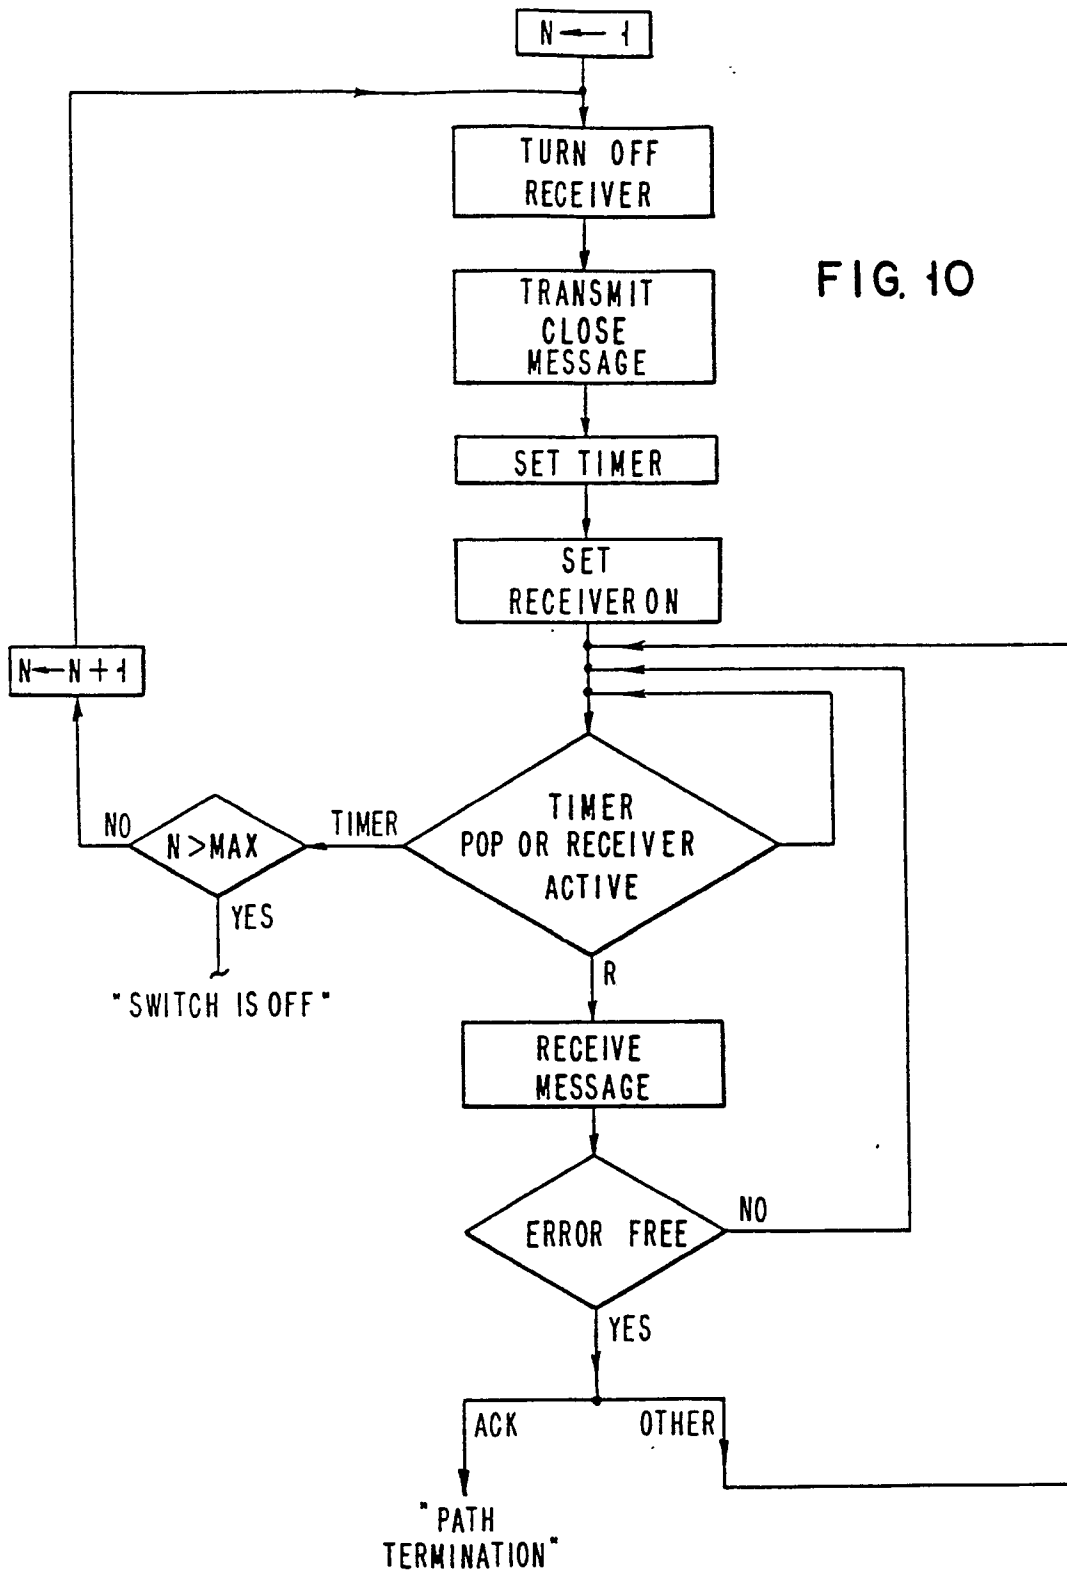 N ← 1
TURN OFF
RECEIVER
FIG. 10
TRANSMIT
CLOSE
MESSAGE
SET TIMER
SET
RECEIVER ON
N ← N + 1
TIMER
POP OR RECEIVER
ACTIVE
TIMER
N > MAX
NO
YES
"SWITCH IS OFF"
R
RECEIVE
MESSAGE
ERROR FREE
NO
YES
ACK
OTHER
"PATH
TERMINATION"